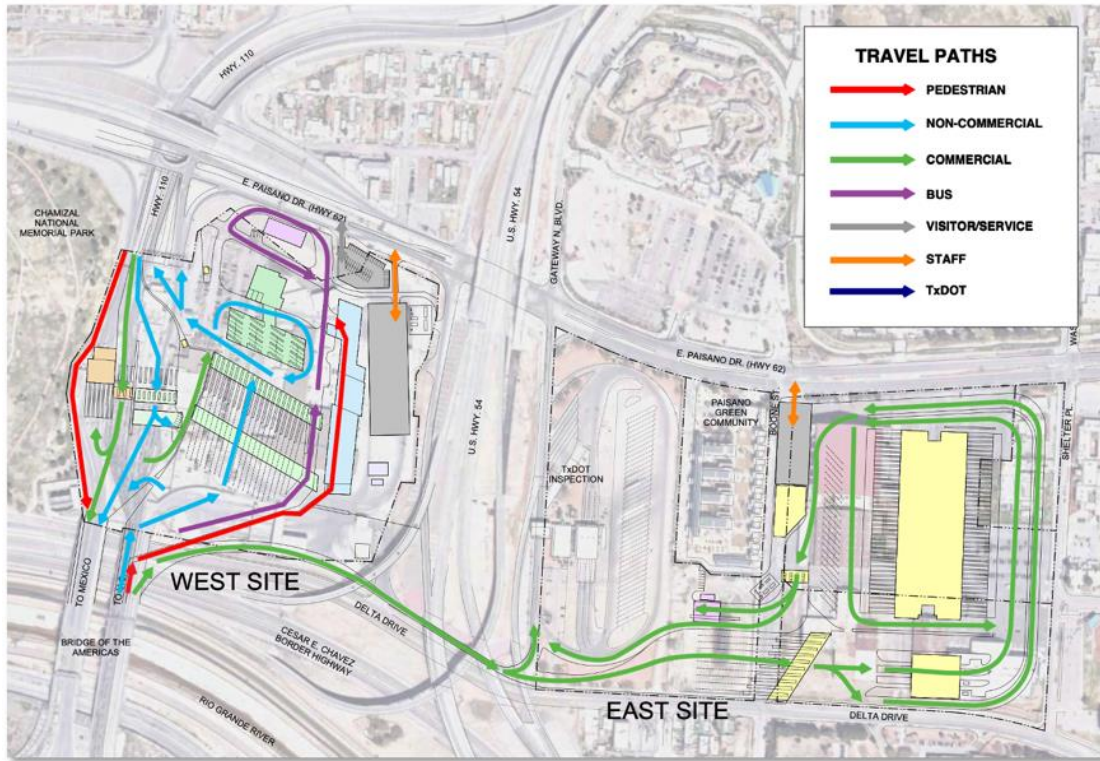 TRAVEL PATHS
PEDESTRIAN
NON-COMMERCIAL
COMMERCIAL
BUS
VISITOR/SERVICE
STAFF
TxDOT
HWY. 110
E. PAISANO DR. (HWY 62)
CHAMIZAL
NATIONAL
MEMORIAL PARK
HWY. 110
U.S. HWY. 54
GATEWAY N. BLVD.
E. PAISANO DR. (HWY 62)
PAISANO
GREEN
COMMUNITY
BOONE ST.
SHELTER PL.
U.S. HWY. 54
TxDOT
INSPECTION
WEST SITE
TO MEXICO
TO
BRIDGE OF THE
AMERICAS
DELTA DRIVE
CESAR E. CHAVEZ
BORDER HIGHWAY
RIO GRANDE RIVER
EAST SITE
DELTA DRIVE